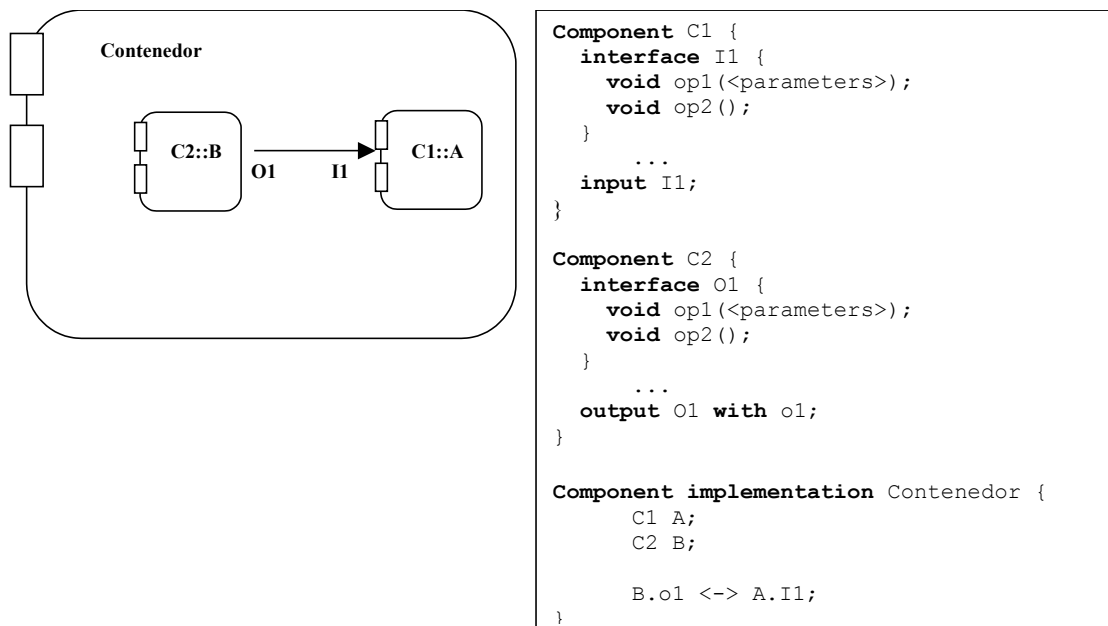 Contenedor
C2::B
C1::A
O1
I1
Component C1 {
interface I1 {
void op1(<parameters>);
void op2();
}
...
input I1;
}
Component C2 {
interface O1 {
void op1(<parameters>);
void op2();
}
...
output O1 with o1;
}
Component implementation Contenedor {
C1 A;
C2 B;
B.o1 <-> A.I1;
}